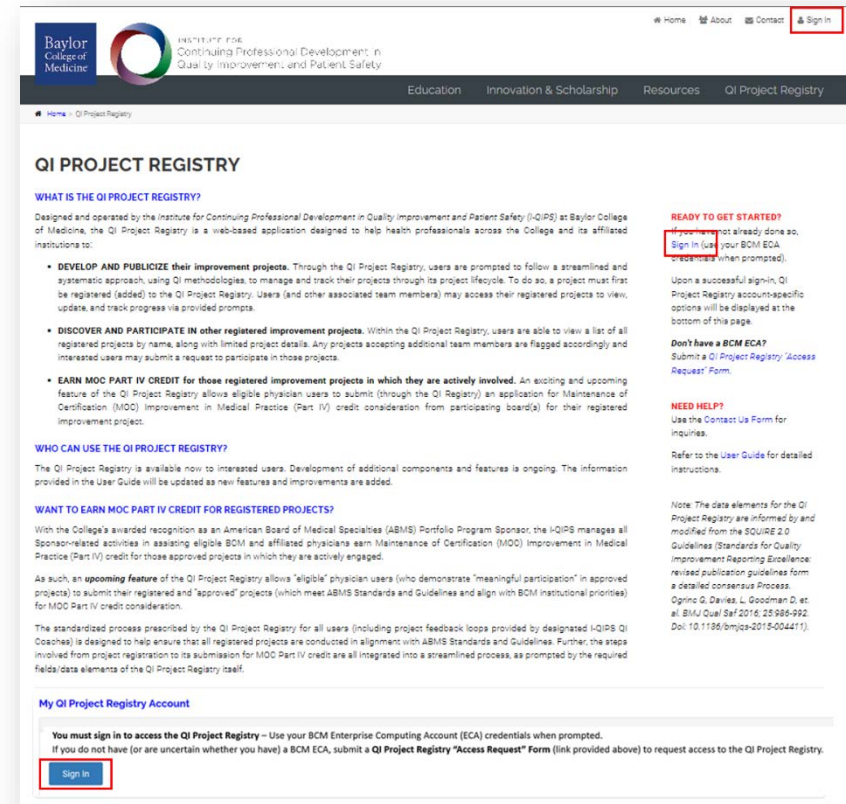 Home About Contact Sign In
Baylor
College of
Medicine
INSTITUTE FOR
Continuing Professional Development in
Quality Improvement and Patient Safety
Education Innovation & Scholarship Resources QI Project Registry
Home > QI Project Registry
QI PROJECT REGISTRY
WHAT IS THE QI PROJECT REGISTRY?
Designed and operated by the Institute for Continuing Professional Development in Quality Improvement and Patient Safety (I-QIPS) at Baylor College
of Medicine, the QI Project Registry is a web-based application designed to help health professionals across the College and its affiliated
institutions to:
• DEVELOP AND PUBLICIZE their improvement projects. Through the QI Project Registry, users are prompted to follow a streamlined and
systematic approach, using QI methodologies, to manage and track their projects through its project lifecycle. To do so, a project must first
be registered (added) to the QI Project Registry. Users (and other associated team members) may access their registered projects to view,
update, and track progress via provided prompts.
• DISCOVER AND PARTICIPATE IN other registered improvement projects. Within the QI Project Registry, users are able to view a list of all
registered projects by name, along with limited project details. Any projects accepting additional team members are flagged accordingly and
interested users may submit a request to participate in those projects.
• EARN MOC PART IV CREDIT for those registered improvement projects in which they are actively involved. An exciting and upcoming
feature of the QI Project Registry allows eligible physician users to submit (through the QI Registry) an application for Maintenance of
Certification (MOC) Improvement in Medical Practice (Part IV) credit consideration from participating board(s) for their registered
improvement project.
WHO CAN USE THE QI PROJECT REGISTRY?
The QI Project Registry is available now to interested users. Development of additional components and features is ongoing. The information
provided in the User Guide will be updated as new features and improvements are added.
WANT TO EARN MOC PART IV CREDIT FOR REGISTERED PROJECTS?
With the College's awarded recognition as an American Board of Medical Specialties (ABMS) Portfolio Program Sponsor, the I-QIPS manages all
Sponsor-related activities in assisting eligible BCM and affiliated physicians earn Maintenance of Certification (MOC) Improvement in Medical
Practice (Part IV) credit for those approved projects in which they are actively engaged.
As such, an upcoming feature of the QI Project Registry allows "eligible" physician users (who demonstrate "meaningful participation" in approved
projects) to submit their registered and "approved" projects (which meet ABMS Standards and Guidelines and align with BCM institutional priorities)
for MOC Part IV credit consideration.
The standardized process prescribed by the QI Project Registry for all users (including project feedback loops provided by designated I-QIPS QI
Coaches) is designed to help ensure that all registered projects are conducted in alignment with ABMS Standards and Guidelines. Further, the steps
involved from project registration to its submission for MOC Part IV credit are all integrated into a streamlined process, as prompted by the required
fields/data elements of the QI Project Registry itself.
READY TO GET STARTED?
If you have not already done so,
Sign In (use your BCM ECA
credentials when prompted).
Upon a successful sign-in, QI
Project Registry account-specific
options will be displayed at the
bottom of this page.
Don't have a BCM ECA?
Submit a QI Project Registry "Access
Request" Form.
NEED HELP?
Use the Contact Us Form for
inquiries.
Refer to the User Guide for detailed
instructions.
Note: The data elements for the QI
Project Registry are informed by and
modified from the SQUIRE 2.0
Guidelines (Standards for Quality
Improvement Reporting Excellence:
revised publication guidelines form
a detailed consensus Process.
Ogrinc G, Davies, L, Goodman D, et.
al. BMJ Qual Saf 2016; 25:986-992.
Doi: 10.1186/bmjqs-2015-004411).
My QI Project Registry Account
You must sign in to access the QI Project Registry – Use your BCM Enterprise Computing Account (ECA) credentials when prompted.
If you do not have (or are uncertain whether you have) a BCM ECA, submit a QI Project Registry "Access Request" Form (link provided above) to request access to the QI Project Registry.
Sign In